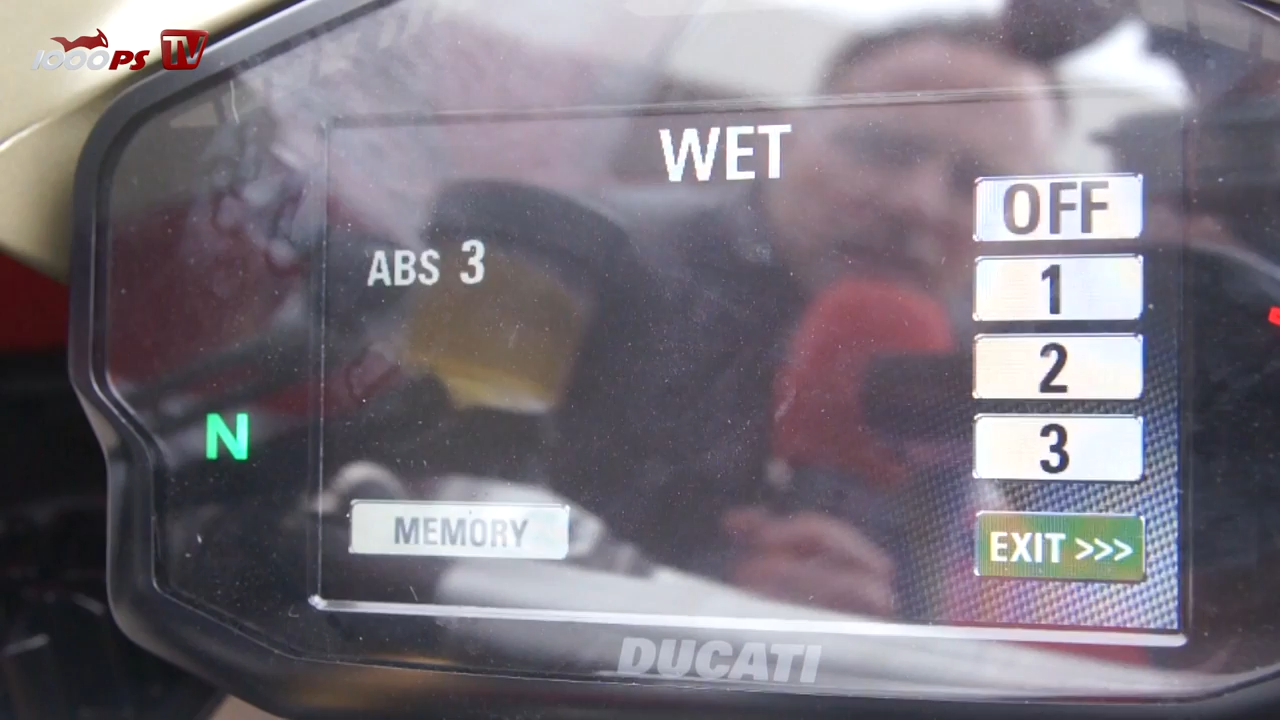 1000PS TV
WET
OFF
ABS 3
1
2
3
N
MEMORY
EXIT >>>
DUCATI